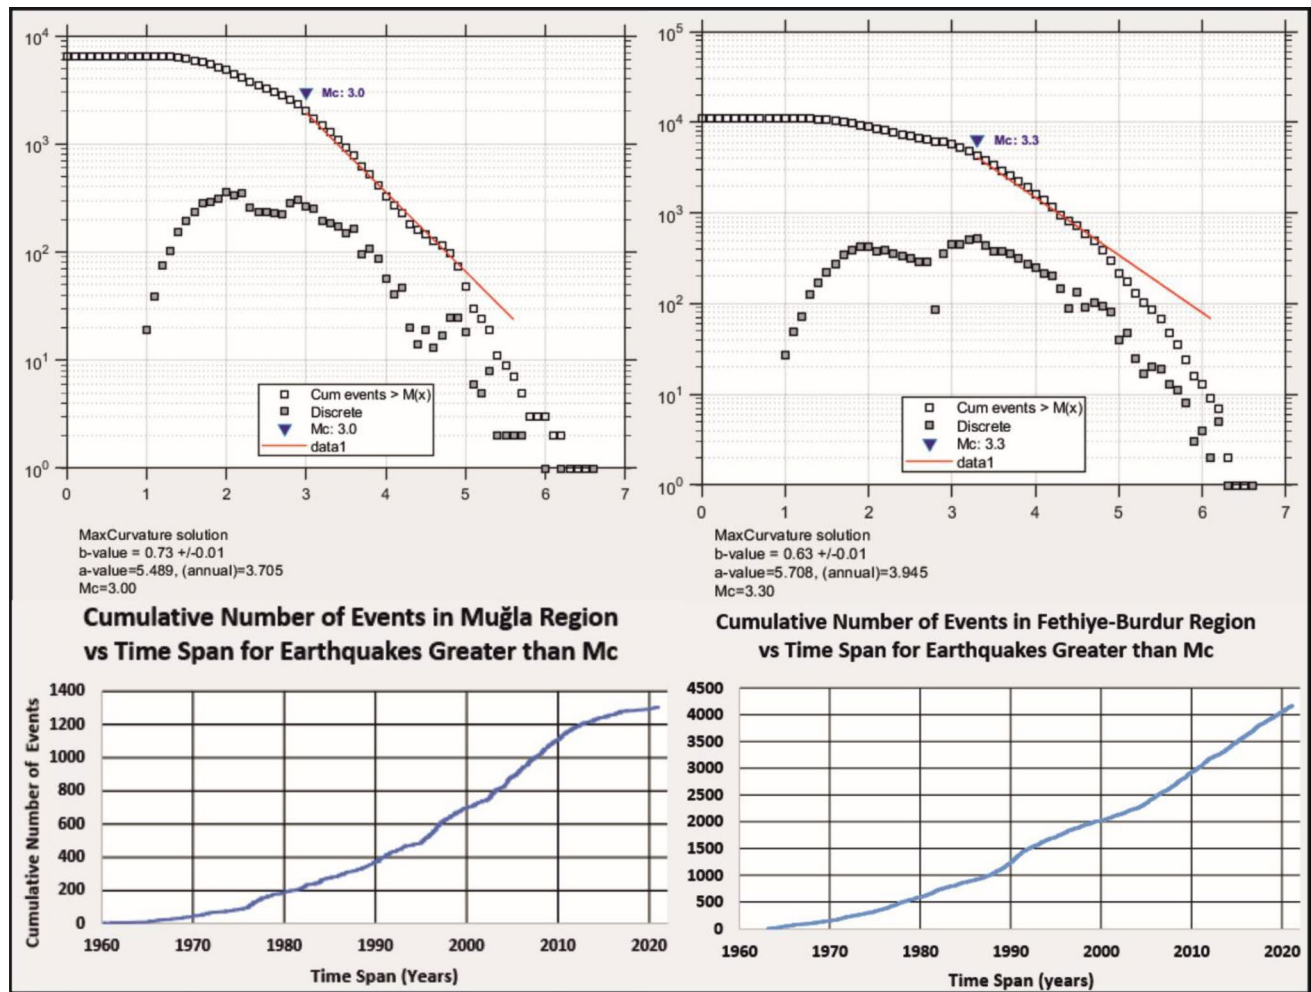 10^4
10^3
10^2
10^1
10^0
Mc: 3.0
Cum events > M(x)
Discrete
Mc: 3.0
data1
0 1 2 3 4 5 6 7
MaxCurvature solution
b-value = 0.73 +/-0.01
a-value=5.489, (annual)=3.705
Mc=3.00
10^5
10^4
10^3
10^2
10^1
10^0
Mc: 3.3
Cum events > M(x)
Discrete
Mc: 3.3
data1
0 1 2 3 4 5 6 7
MaxCurvature solution
b-value = 0.63 +/-0.01
a-value=5.708, (annual)=3.945
Mc=3.30
Cumulative Number of Events in Muğla Region
vs Time Span for Earthquakes Greater than Mc
Cumulative Number of Events
1400
1200
1000
800
600
400
200
0
1960 1970 1980 1990 2000 2010 2020
Time Span (Years)
Cumulative Number of Events in Fethiye-Burdur Region
vs Time Span for Earthquakes Greater than Mc
4500
4000
3500
3000
2500
2000
1500
1000
500
0
1960 1970 1980 1990 2000 2010 2020
Time Span (years)